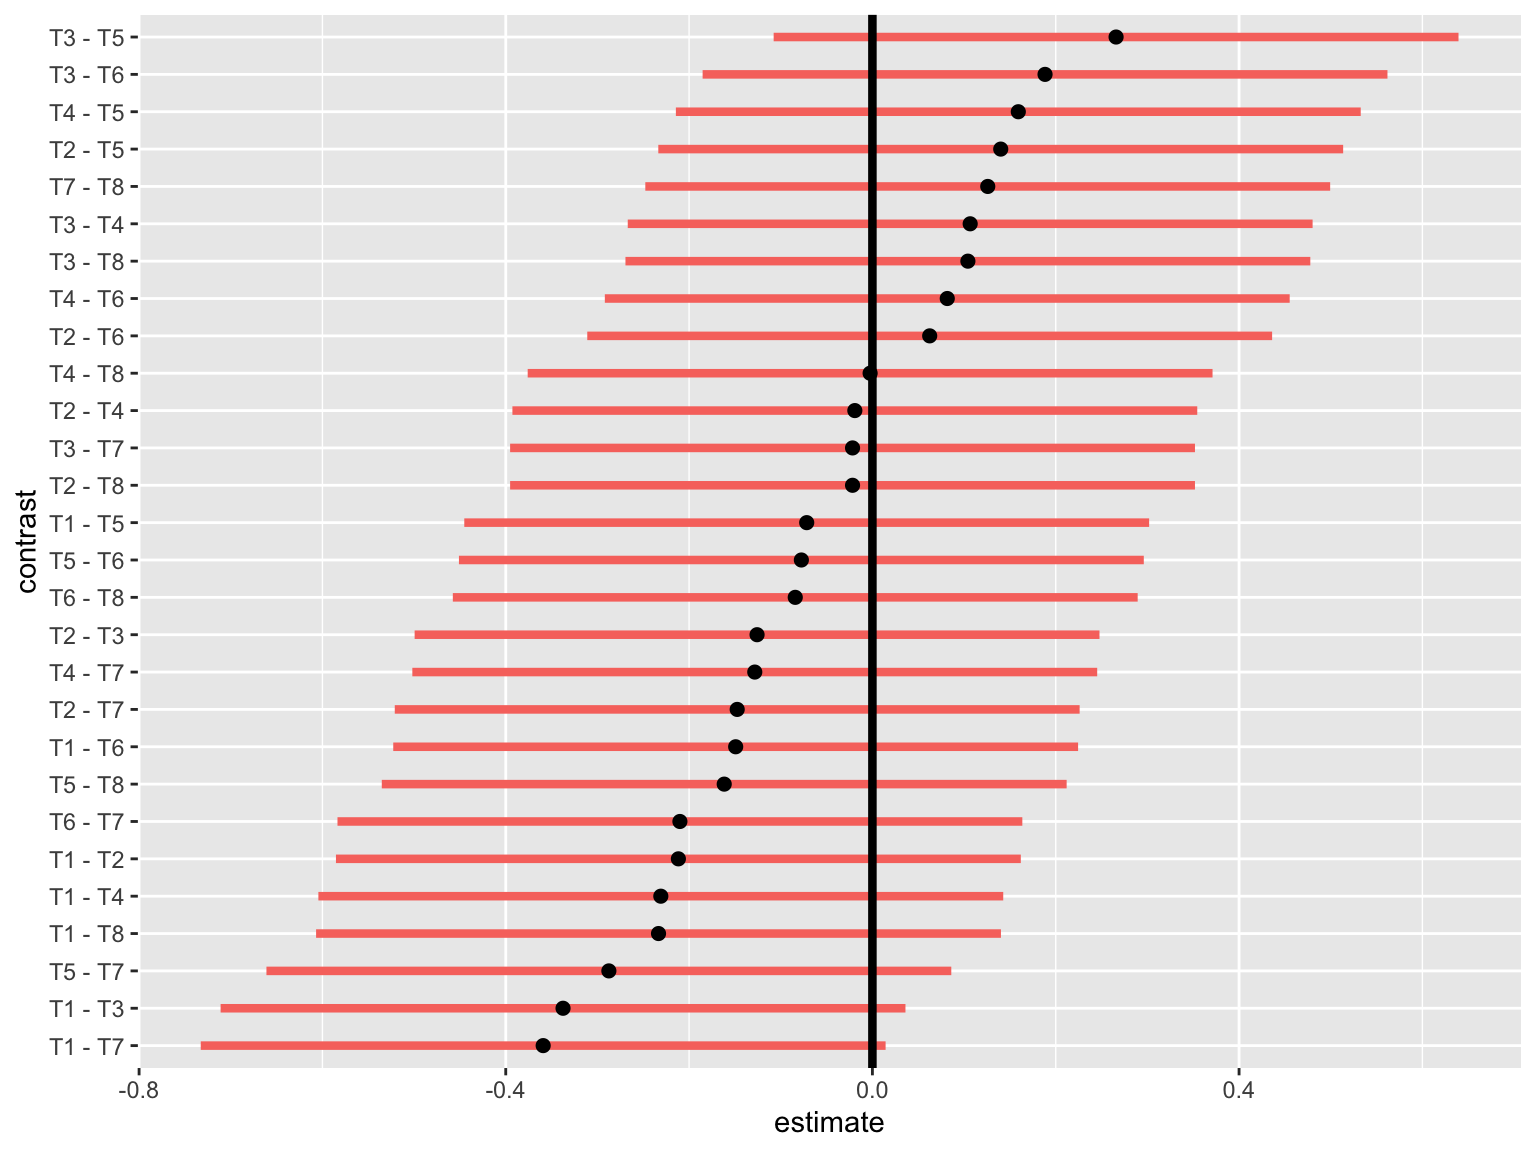 T3 - T5
T3 - T6
T4 - T5
T2 - T5
T7 - T8
T3 - T4
T3 - T8
T4 - T6
T2 - T6
T4 - T8
T2 - T4
T3 - T7
T2 - T8
T1 - T5
T5 - T6
T6 - T8
T2 - T3
T4 - T7
T2 - T7
T1 - T6
T5 - T8
T6 - T7
T1 - T2
T1 - T4
T1 - T8
T5 - T7
T1 - T3
T1 - T7
contrast
-0.8 -0.4 0.0 0.4
estimate